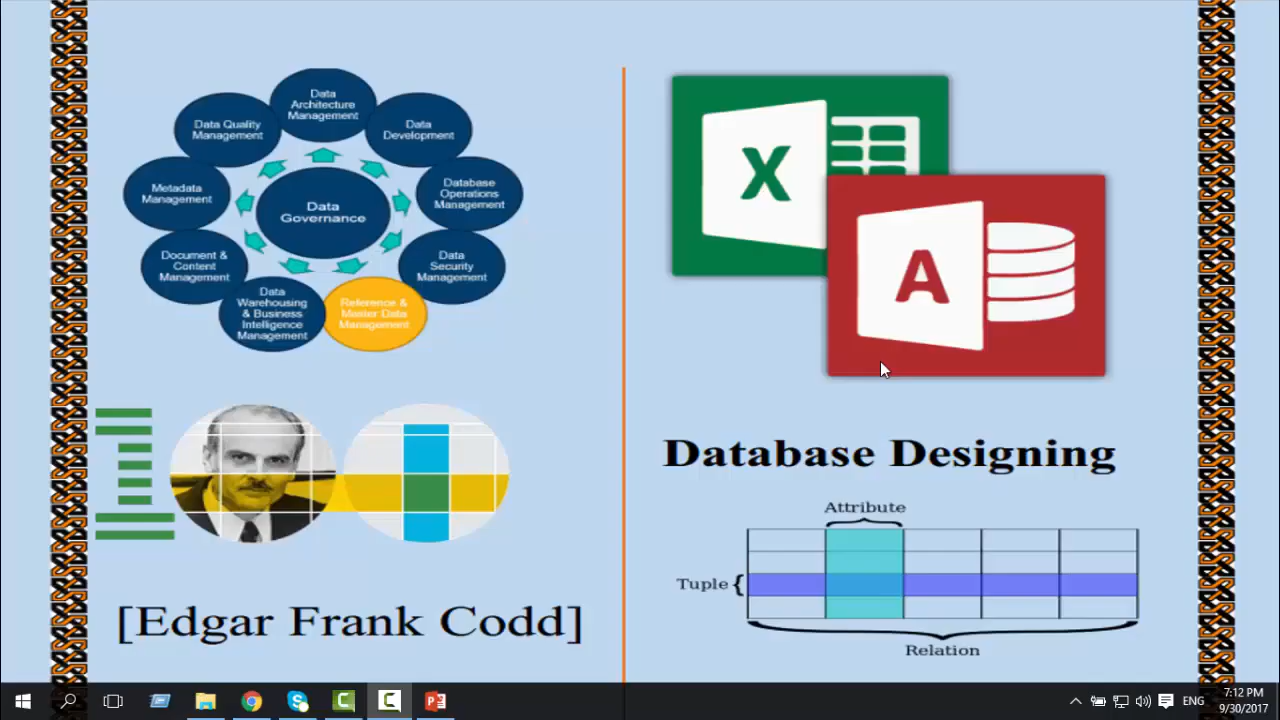 Data
Architecture
Management
Data Quality
Management
Data
Development
Metadata
Management
Data
Governance
Database
Operations
Management
Document &
Content
Management
Data
Security
Management
Data
Warehousing
& Business
Intelligence
Management
Reference &
Master Data
Management
X
A
Database Designing
1
[Edgar Frank Codd]
Attribute
Tuple {
Relation
ENG
7:12 PM
9/30/2017